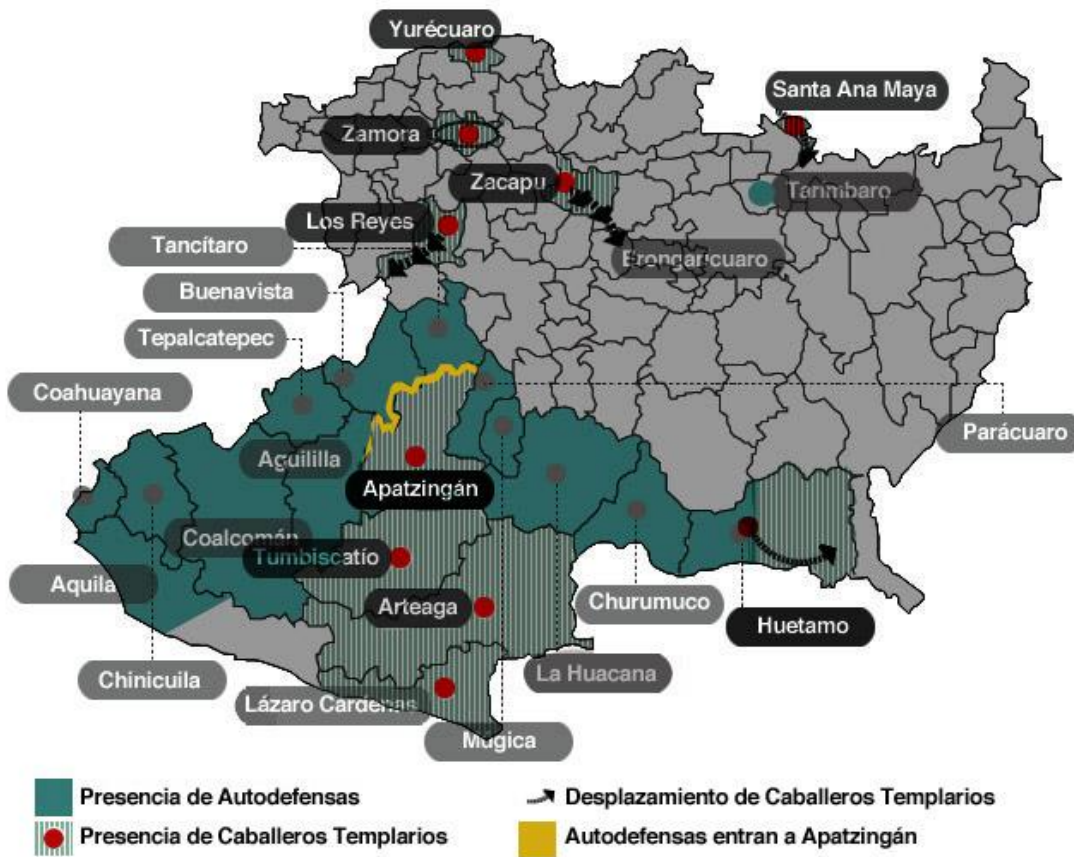 Yurécuaro
Santa Ana Maya
Zamora
Zacapu
Tarímbaro
Los Reyes
Tancítaro
Erongarícuaro
Buenavista
Tepalcatepec
Coahuayana
Parácuaro
Aguililla
Apatzingán
Coalcomán
Tumbiscatío
Aquila
Arteaga
Churumuco
Huetamo
Chinicuila
La Huacana
Lázaro Cárdenas
Múgica
Presencia de Autodefensas
Desplazamiento de Caballeros Templarios
Presencia de Caballeros Templarios
Autodefensas entran a Apatzingán